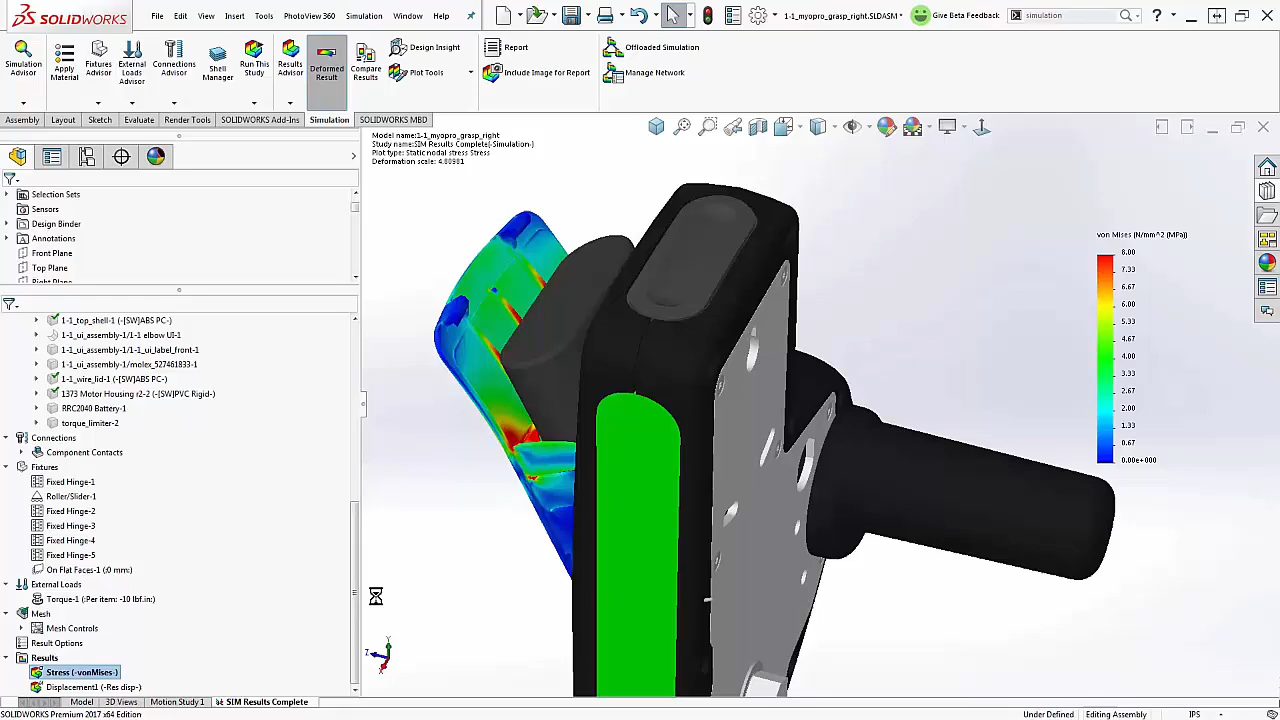 SOLIDWORKS
File Edit View Insert Tools PhotoView 360 Simulation Window Help
1-1_myopro_grasp_right.SLDASM *
Give Beta Feedback
simulation
Simulation Advisor
Apply Material
Fixtures Advisor
External Loads Advisor
Connections Advisor
Shell Manager
Run This Study
Results Advisor
Deformed Result
Compare Results
Design Insight
Plot Tools
Report
Include Image for Report
Offloaded Simulation
Manage Network
Assembly Layout Sketch Evaluate Render Tools SOLIDWORKS Add-Ins Simulation SOLIDWORKS MBD
Model name:1-1_myopro_grasp_right
Study name:SIM Results Complete(-Simulation-)
Plot type: Static nodal stress Stress
Deformation scale: 4.80981
Selection Sets
Sensors
Design Binder
Annotations
Front Plane
Top Plane
Right Plane
1-1_top_shell-1 (-[SW]ABS PC-)
1-1_ui_assembly-1/1-1 elbow UI-1
1-1_ui_assembly-1/1-1_ui_label_front-1
1-1_ui_assembly-1/molex_527461833-1
1-1_wire_lid-1 (-[SW]ABS PC-)
1373 Motor Housing r2-2 (-[SW]PVC Rigid-)
RRC2040 Battery-1
torque_limiter-2
Connections
Component Contacts
Fixtures
Fixed Hinge-1
Roller/Slider-1
Fixed Hinge-2
Fixed Hinge-3
Fixed Hinge-4
Fixed Hinge-5
On Flat Faces-1 (:0 mm:)
External Loads
Torque-1 (:Per item: -10 lbf.in:)
Mesh
Mesh Controls
Result Options
Results
Stress (-vonMises-)
Displacement1 (-Res disp-)
von Mises (N/mm^2 (MPa))
8.00
7.33
6.67
6.00
5.33
4.67
4.00
3.33
2.67
2.00
1.33
0.67
0.00e+000
Y
Z
X
Model 3D Views Motion Study 1 SIM Results Complete
SOLIDWORKS Premium 2017 x64 Edition
Under Defined Editing Assembly IPS